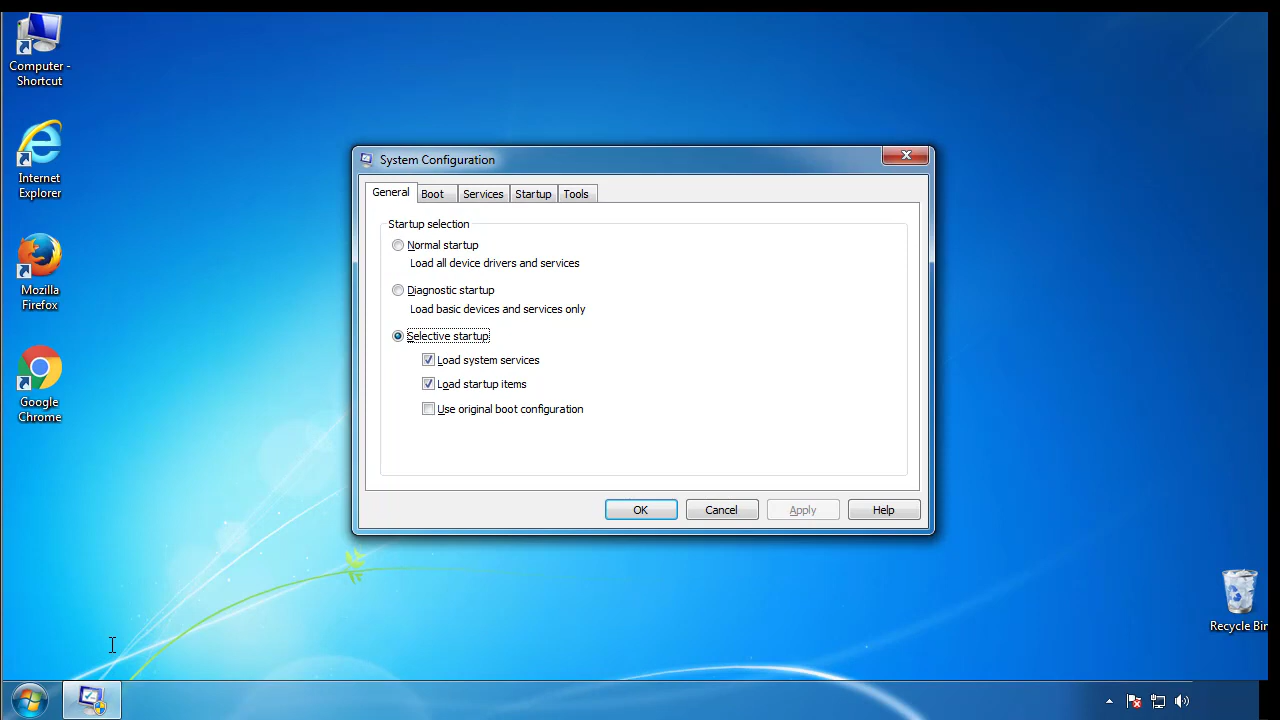 Computer -
Shortcut
Internet
Explorer
Mozilla
Firefox
Google
Chrome
System Configuration
General Boot Services Startup Tools
Startup selection
Normal startup
Load all device drivers and services
Diagnostic startup
Load basic devices and services only
Selective startup
Load system services
Load startup items
Use original boot configuration
OK Cancel Apply Help
Recycle Bin